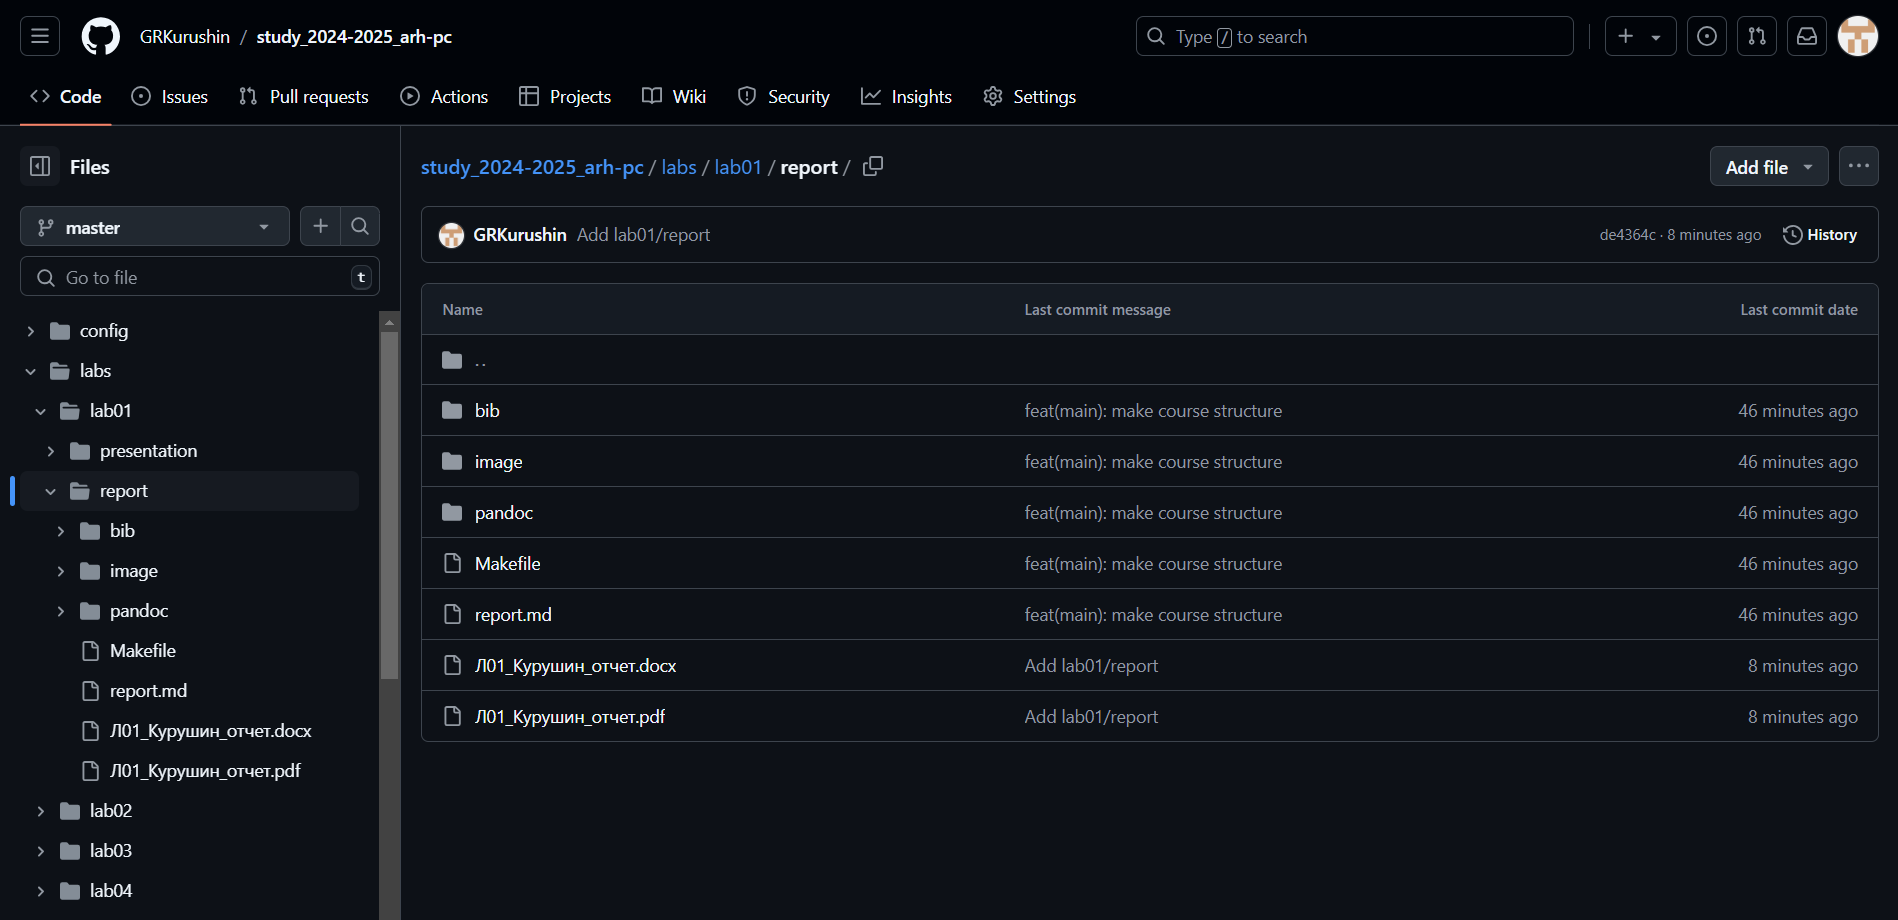 GRKurushin / study_2024-2025_arh-pc
Type / to search
Code Issues Pull requests Actions Projects Wiki Security Insights Settings
Files
master
Go to file t
config
labs
lab01
presentation
report
bib
image
pandoc
Makefile
report.md
Л01_Курушин_отчет.docx
Л01_Курушин_отчет.pdf
lab02
lab03
lab04
study_2024-2025_arh-pc / labs / lab01 / report /
Add file
GRKurushin Add lab01/report de4364c · 8 minutes ago History
Name Last commit message Last commit date
..
bib feat(main): make course structure 46 minutes ago
image feat(main): make course structure 46 minutes ago
pandoc feat(main): make course structure 46 minutes ago
Makefile feat(main): make course structure 46 minutes ago
report.md feat(main): make course structure 46 minutes ago
Л01_Курушин_отчет.docx Add lab01/report 8 minutes ago
Л01_Курушин_отчет.pdf Add lab01/report 8 minutes ago